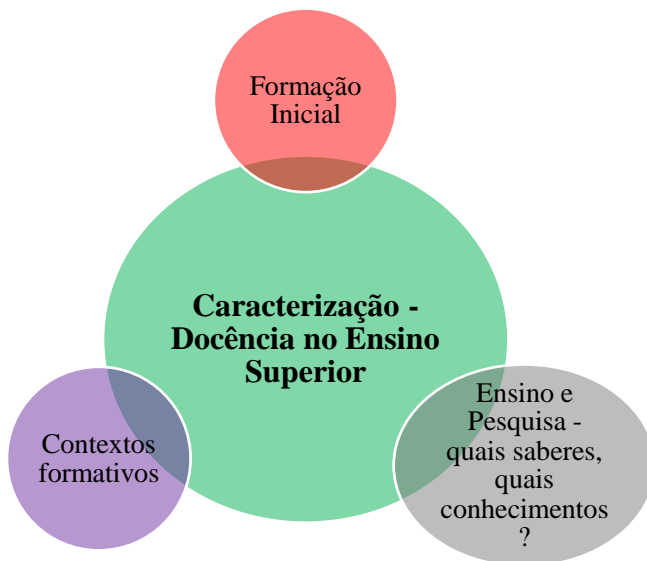 Formação
Inicial
Caracterização -
Docência no Ensino
Superior
Contextos
formativos
Ensino e
Pesquisa -
quais saberes,
quais
conhecimentos
?